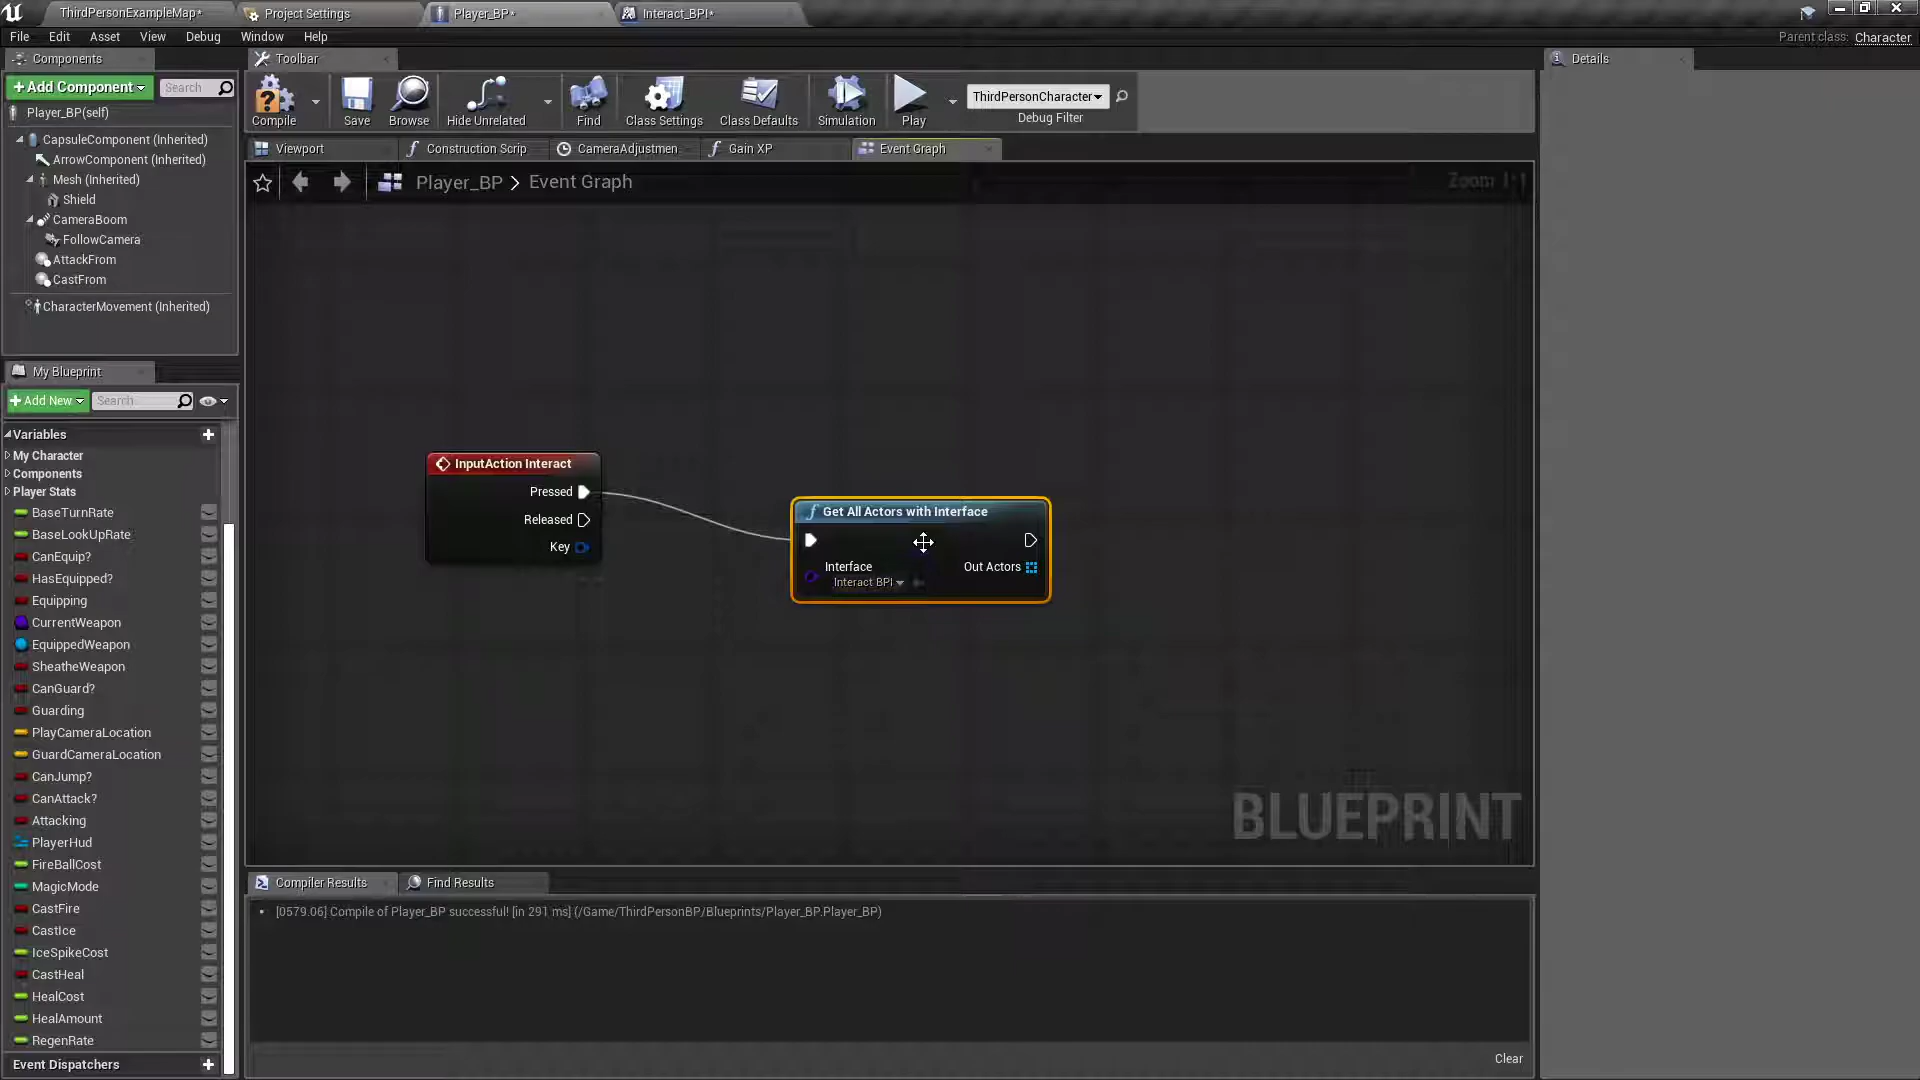 ThirdPersonExampleMap*
Project Settings
Player_BP*
Interact_BPI*
File Edit Asset View Debug Window Help
Parent class: Character
Components
Toolbar
Details
+Add Component
Search
Compile
Save
Browse
Hide Unrelated
Find
Class Settings
Class Defaults
Simulation
Play
ThirdPersonCharacter
Debug Filter
Player_BP(self)
CapsuleComponent (Inherited)
ArrowComponent (Inherited)
Mesh (Inherited)
Shield
CameraBoom
FollowCamera
AttackFrom
CastFrom
CharacterMovement (Inherited)
Viewport
Construction Scrip
CameraAdjustmen
Gain XP
Event Graph
Player_BP > Event Graph
Zoom 1:1
My Blueprint
+Add New
Search
Variables
My Character
Components
Player Stats
BaseTurnRate
BaseLookUpRate
CanEquip?
HasEquipped?
Equipping
CurrentWeapon
EquippedWeapon
SheatheWeapon
CanGuard?
Guarding
PlayCameraLocation
GuardCameraLocation
CanJump?
CanAttack?
Attacking
PlayerHud
FireBallCost
MagicMode
CastFire
CastIce
IceSpikeCost
CastHeal
HealCost
HealAmount
RegenRate
Event Dispatchers
InputAction Interact
Pressed
Released
Key
Get All Actors with Interface
Interface
Interact BPI
Out Actors
BLUEPRINT
Compiler Results
Find Results
[0579.06] Compile of Player_BP successful! [in 291 ms] (/Game/ThirdPersonBP/Blueprints/Player_BP.Player_BP)
Clear